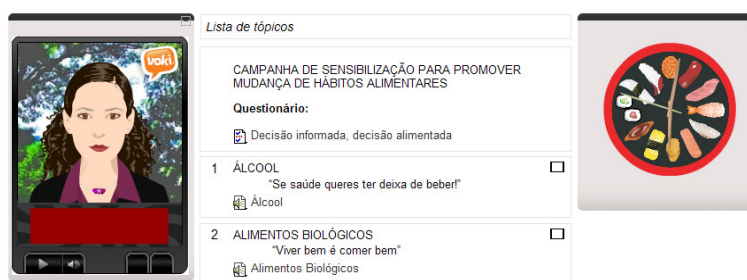 voki
Lista de tópicos
CAMPANHA DE SENSIBILIZAÇÃO PARA PROMOVER
MUDANÇA DE HÁBITOS ALIMENTARES
Questionário:
Decisão informada, decisão alimentada
1 ÁLCOOL
“Se saúde queres ter deixa de beber!”
Álcool
2 ALIMENTOS BIOLÓGICOS
“Viver bem é comer bem”
Alimentos Biológicos